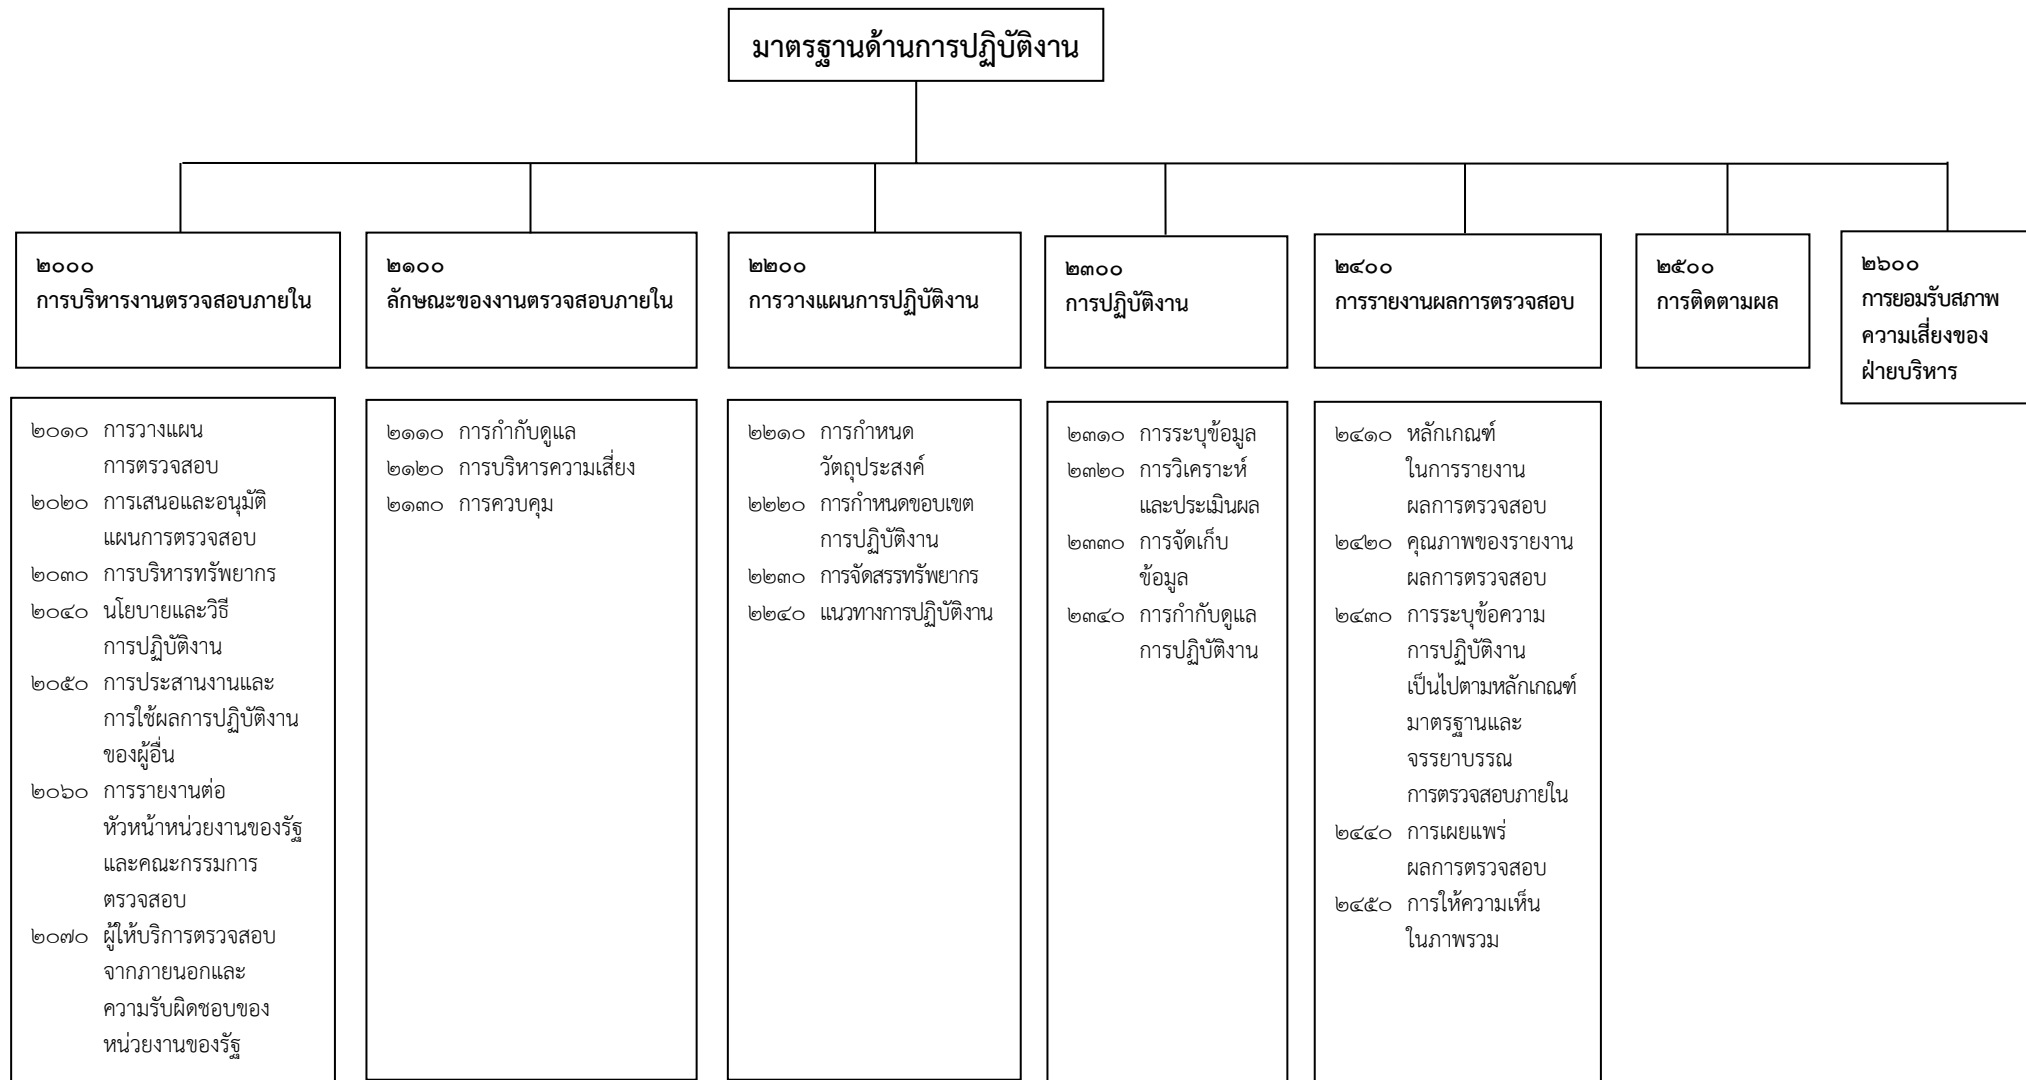 มาตรฐานด้านการปฏิบัติงาน
๒๐๐๐
การบริหารงานตรวจสอบภายใน
๒๑๐๐
ลักษณะของงานตรวจสอบภายใน
๒๒๐๐
การวางแผนการปฏิบัติงาน
๒๓๐๐
การปฏิบัติงาน
๒๔๐๐
การรายงานผลการตรวจสอบ
๒๕๐๐
การติดตามผล
๒๖๐๐
การยอมรับสภาพ
ความเสี่ยงของ
ฝ่ายบริหาร
๒๐๑๐ การวางแผน
การตรวจสอบ
๒๐๒๐ การเสนอและอนุมัติ
แผนการตรวจสอบ
๒๐๓๐ การบริหารทรัพยากร
๒๐๔๐ นโยบายและวิธี
การปฏิบัติงาน
๒๐๕๐ การประสานงานและ
การใช้ผลการปฏิบัติงาน
ของผู้อื่น
๒๐๖๐ การรายงานต่อ
หัวหน้าหน่วยงานของรัฐ
และคณะกรรมการ
ตรวจสอบ
๒๐๗๐ ผู้ให้บริการตรวจสอบ
จากภายนอกและ
ความรับผิดชอบของ
หน่วยงานของรัฐ
๒๑๑๐ การกำกับดูแล
๒๑๒๐ การบริหารความเสี่ยง
๒๑๓๐ การควบคุม
๒๒๑๐ การกำหนด
วัตถุประสงค์
๒๒๒๐ การกำหนดขอบเขต
การปฏิบัติงาน
๒๒๓๐ การจัดสรรทรัพยากร
๒๒๔๐ แนวทางการปฏิบัติงาน
๒๓๑๐ การระบุข้อมูล
๒๓๒๐ การวิเคราะห์
และประเมินผล
๒๓๓๐ การจัดเก็บ
ข้อมูล
๒๓๔๐ การกำกับดูแล
การปฏิบัติงาน
๒๔๑๐ หลักเกณฑ์
ในการรายงาน
ผลการตรวจสอบ
๒๔๒๐ คุณภาพของรายงาน
ผลการตรวจสอบ
๒๔๓๐ การระบุข้อความ
การปฏิบัติงาน
เป็นไปตามหลักเกณฑ์
มาตรฐานและ
จรรยาบรรณ
การตรวจสอบภายใน
๒๔๔๐ การเผยแพร่
ผลการตรวจสอบ
๒๔๕๐ การให้ความเห็น
ในภาพรวม